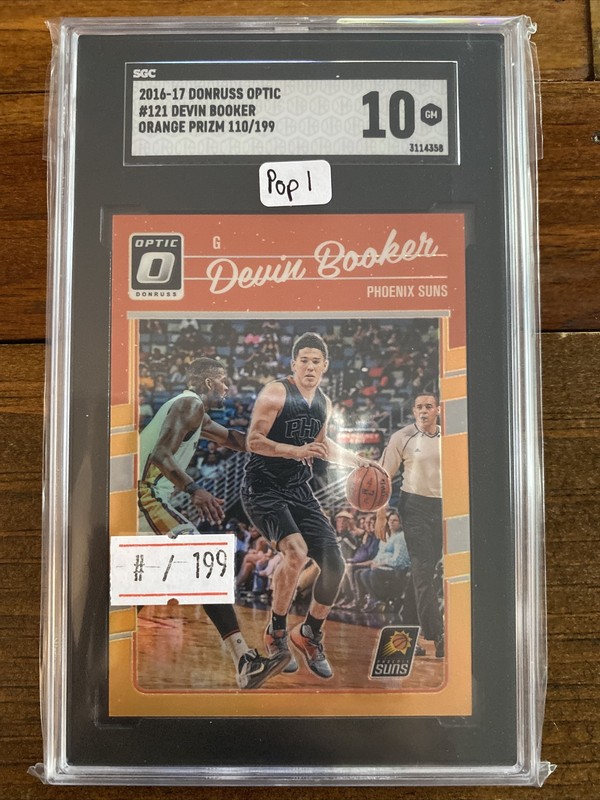 SGC
2016-17 DONRUSS OPTIC
#121 DEVIN BOOKER
ORANGE PRIZM 110/199
10
GM
3114358
Pop 1
OPTIC
O
DONRUSS
G
Devin Booker
PHOENIX SUNS
PHX
# / 199
PHOENIX
SUNS